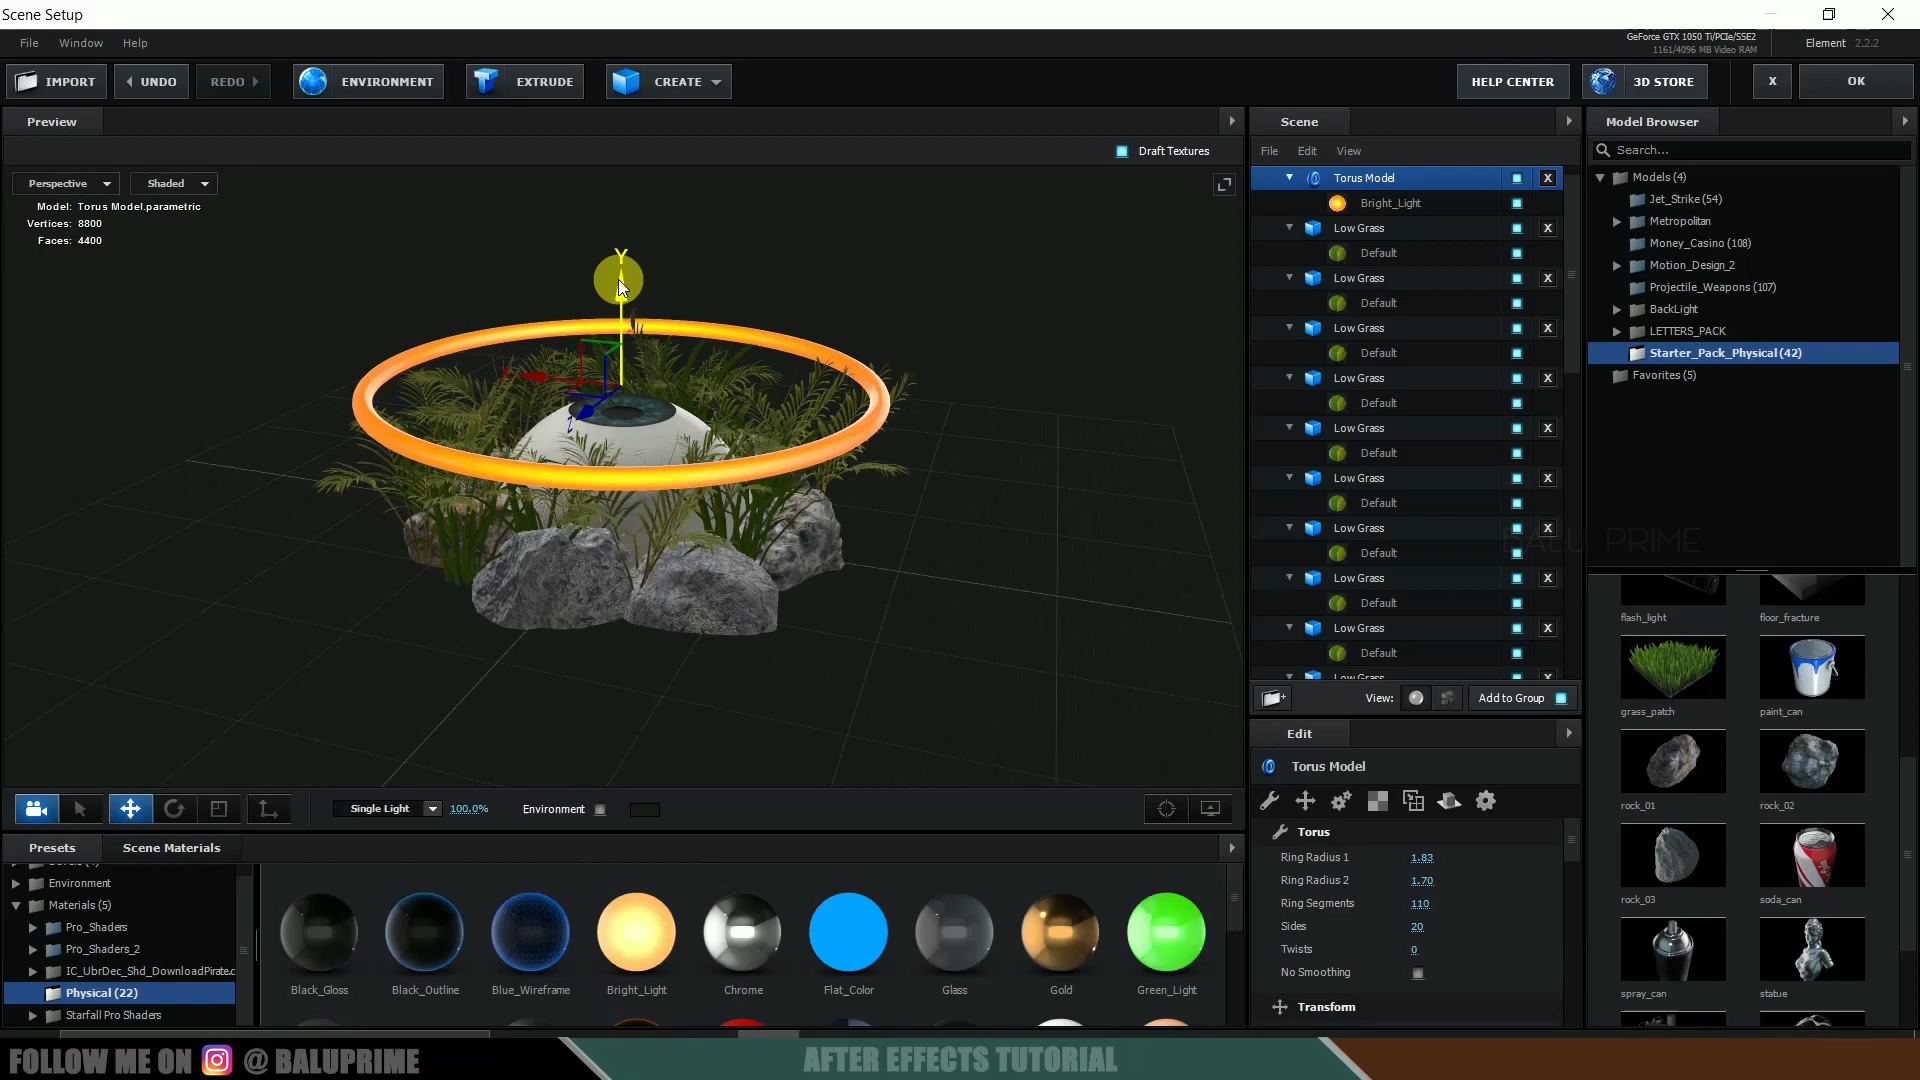 Scene Setup
File Window Help
GeForce GTX 1050 Ti/PCIe/SSE2
1161/4096 MB Video RAM
Element 2.2.2
IMPORT UNDO REDO ENVIRONMENT EXTRUDE CREATE HELP CENTER 3D STORE X OK
Preview
Draft Textures
Perspective Shaded
Model: Torus Model.parametric
Vertices: 8800
Faces: 4400
Y
X
Z
Single Light 100.0% Environment
Presets Scene Materials
Environment
Materials (5)
Pro_Shaders
Pro_Shaders_2
IC_UbrDec_Shd_DownloadPirate.c
Physical (22)
Starfall Pro Shaders
Black_Gloss Black_Outline Blue_Wireframe Bright_Light Chrome Flat_Color Glass Gold Green_Light
Scene
File Edit View
Torus Model X
Bright_Light
Low Grass X
Default
Low Grass X
Default
Low Grass X
Default
Low Grass X
Default
Low Grass X
Default
Low Grass X
Default
Low Grass X
Default
Low Grass X
Default
Low Grass X
Default
Low Grass X
View: Add to Group
Edit
Torus Model
Torus
Ring Radius 1 1.83
Ring Radius 2 1.70
Ring Segments 110
Sides 20
Twists 0
No Smoothing
Transform
Model Browser
Search...
Models (4)
Jet_Strike (54)
Metropolitan
Money_Casino (108)
Motion_Design_2
Projectile_Weapons (107)
BackLight
LETTERS_PACK
Starter_Pack_Physical (42)
Favorites (5)
BALU PRIME
flash_light floor_fracture
grass_patch paint_can
rock_01 rock_02
rock_03 soda_can
spray_can statue
FOLLOW ME ON @ BALUPRIME
AFTER EFFECTS TUTORIAL